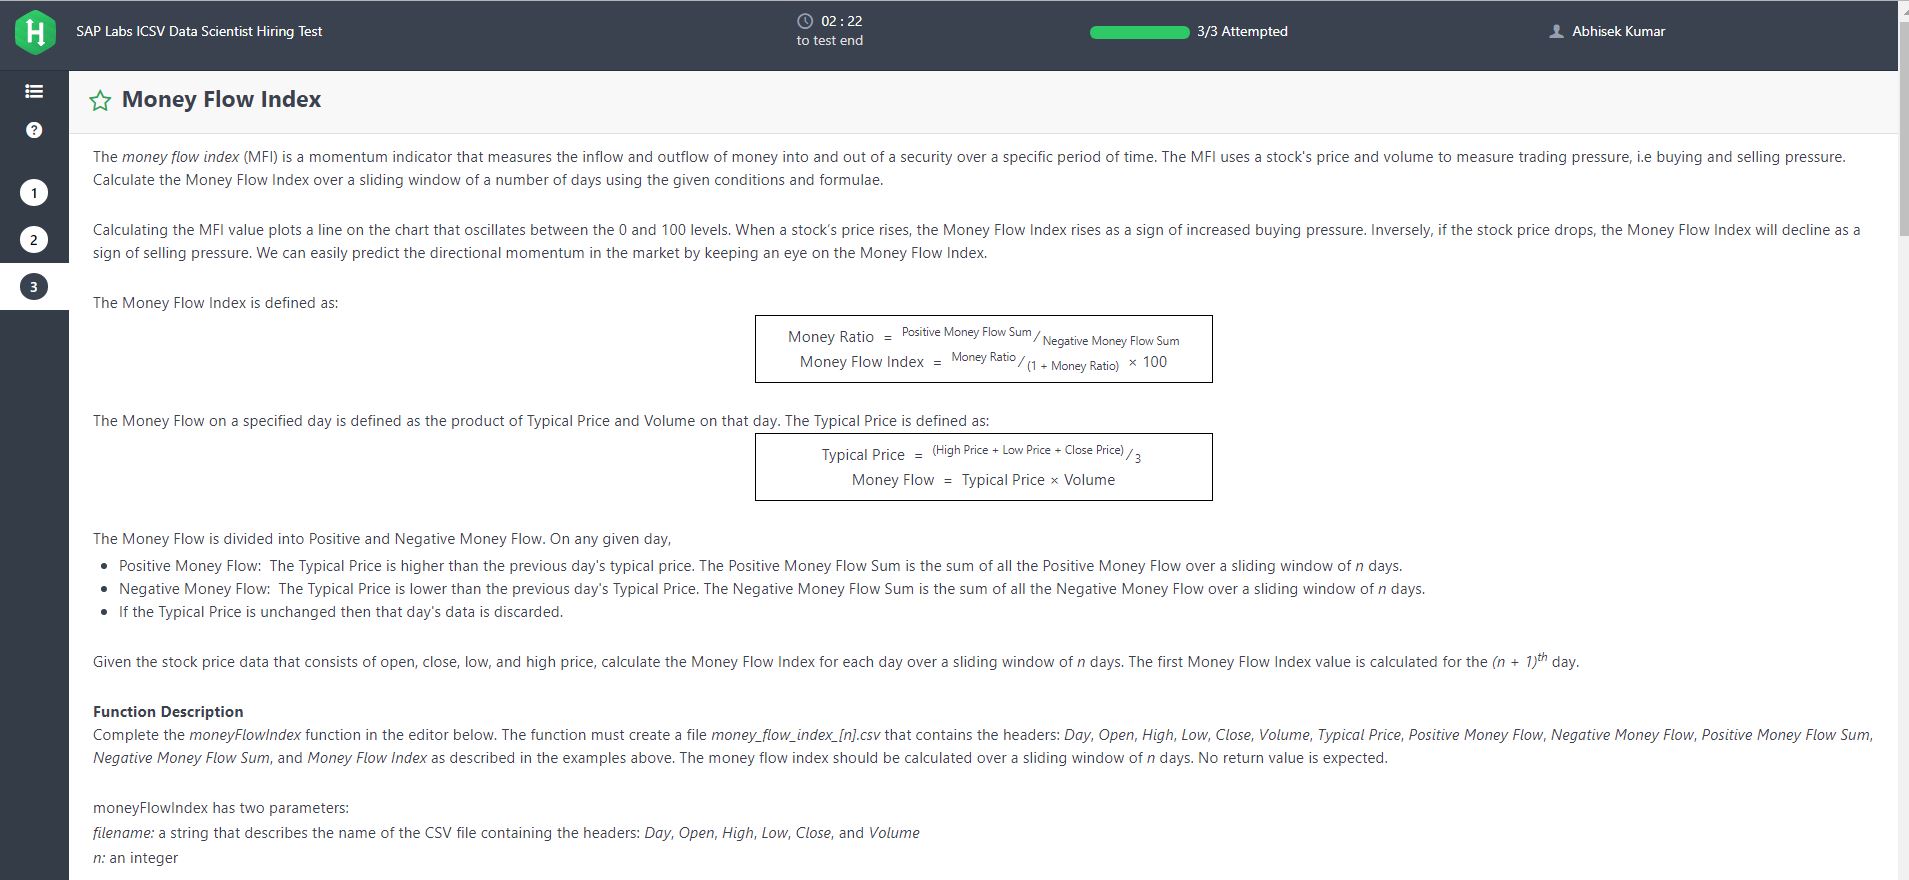 SAP Labs ICSV Data Scientist Hiring Test
02 : 22
to test end
3/3 Attempted
Abhisek Kumar
Money Flow Index
1
2
3
The money flow index (MFI) is a momentum indicator that measures the inflow and outflow of money into and out of a security over a specific period of time. The MFI uses a stock's price and volume to measure trading pressure, i.e buying and selling pressure.
Calculate the Money Flow Index over a sliding window of a number of days using the given conditions and formulae.
Calculating the MFI value plots a line on the chart that oscillates between the 0 and 100 levels. When a stock's price rises, the Money Flow Index rises as a sign of increased buying pressure. Inversely, if the stock price drops, the Money Flow Index will decline as a
sign of selling pressure. We can easily predict the directional momentum in the market by keeping an eye on the Money Flow Index.
The Money Flow Index is defined as:
Money Ratio = Positive Money Flow Sum / Negative Money Flow Sum
Money Flow Index = Money Ratio / (1 + Money Ratio) × 100
The Money Flow on a specified day is defined as the product of Typical Price and Volume on that day. The Typical Price is defined as:
Typical Price = (High Price + Low Price + Close Price) / 3
Money Flow = Typical Price × Volume
The Money Flow is divided into Positive and Negative Money Flow. On any given day,
• Positive Money Flow: The Typical Price is higher than the previous day's typical price. The Positive Money Flow Sum is the sum of all the Positive Money Flow over a sliding window of n days.
• Negative Money Flow: The Typical Price is lower than the previous day's Typical Price. The Negative Money Flow Sum is the sum of all the Negative Money Flow over a sliding window of n days.
• If the Typical Price is unchanged then that day's data is discarded.
Given the stock price data that consists of open, close, low, and high price, calculate the Money Flow Index for each day over a sliding window of n days. The first Money Flow Index value is calculated for the (n + 1)th day.
Function Description
Complete the moneyFlowIndex function in the editor below. The function must create a file money_flow_index_[n].csv that contains the headers: Day, Open, High, Low, Close, Volume, Typical Price, Positive Money Flow, Negative Money Flow, Positive Money Flow Sum,
Negative Money Flow Sum, and Money Flow Index as described in the examples above. The money flow index should be calculated over a sliding window of n days. No return value is expected.
moneyFlowIndex has two parameters:
filename: a string that describes the name of the CSV file containing the headers: Day, Open, High, Low, Close, and Volume
n: an integer